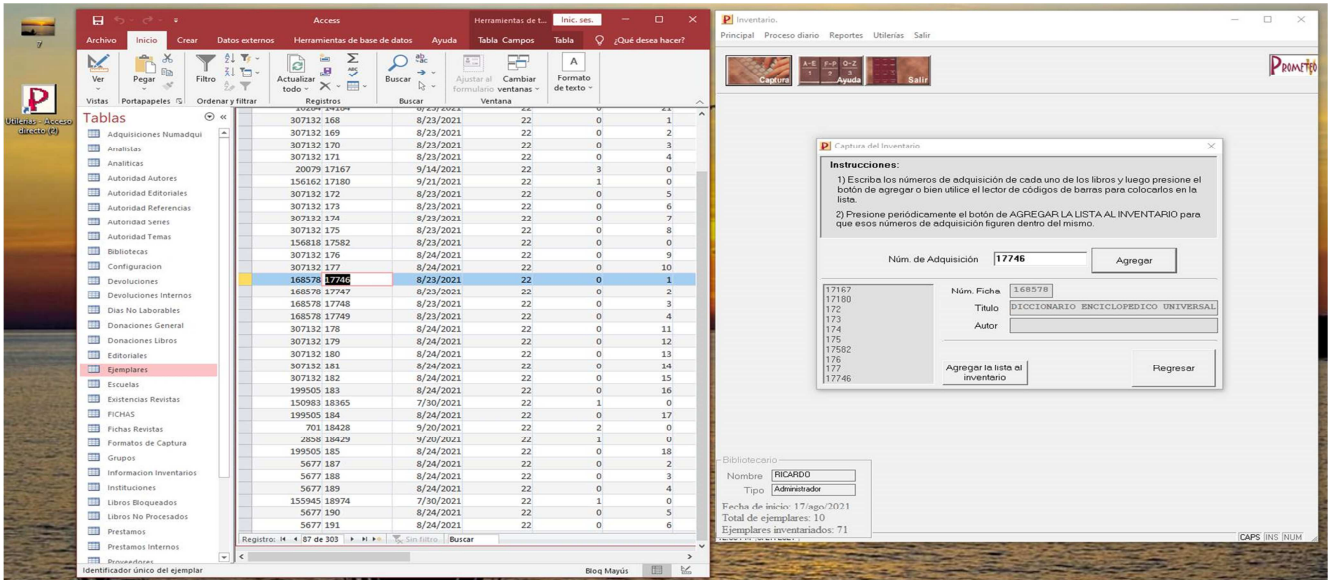 7
Utilerias - Acceso
directo (2)
Access
Herramientas de t...
Inic. ses.
Archivo Inicio Crear Datos externos Herramientas de base de datos Ayuda Tabla Campos Tabla ¿Qué desea hacer?
Ver
Pegar
Filtro
Actualizar
todo
Buscar
Ajustar al
formulario
Cambiar
ventanas
Formato
de texto
Vistas Portapapeles Ordenar y filtrar Registros Buscar Ventana
Tablas
Adquisiciones Numadqui
Analistas
Analiticas
Autoridad Autores
Autoridad Editoriales
Autoridad Referencias
Autoridad Series
Autoridad Temas
Bibliotecas
Configuracion
Devoluciones
Devoluciones Internos
Dias No Laborables
Donaciones General
Donaciones Libros
Editoriales
Ejemplares
Escuelas
Existencias Revistas
FICHAS
Fichas Revistas
Formatos de Captura
Grupos
Informacion Inventarios
Instituciones
Libros Bloqueados
Libros No Procesados
Prestamos
Prestamos Internos
Proveedores
307132 168 8/23/2021 22 0 1
307132 169 8/23/2021 22 0 2
307132 170 8/23/2021 22 0 3
307132 171 8/23/2021 22 0 4
20079 17167 9/14/2021 22 3 0
156162 17180 9/21/2021 22 1 0
307132 172 8/23/2021 22 0 5
307132 173 8/23/2021 22 0 6
307132 174 8/23/2021 22 0 7
307132 175 8/23/2021 22 0 8
156818 17582 8/23/2021 22 0 0
307132 176 8/24/2021 22 0 9
307132 177 8/24/2021 22 0 10
168578 17746 8/23/2021 22 0 1
168578 17747 8/23/2021 22 0 2
168578 17748 8/23/2021 22 0 3
168578 17749 8/23/2021 22 0 4
307132 178 8/24/2021 22 0 11
307132 179 8/24/2021 22 0 12
307132 180 8/24/2021 22 0 13
307132 181 8/24/2021 22 0 14
307132 182 8/24/2021 22 0 15
199505 183 8/24/2021 22 0 16
150983 18365 7/30/2021 22 1 0
199505 184 8/24/2021 22 0 17
701 18428 9/20/2021 22 2 0
2858 18429 9/20/2021 22 1 0
199505 185 8/24/2021 22 0 18
5677 187 8/24/2021 22 0 2
5677 188 8/24/2021 22 0 3
5677 189 8/24/2021 22 0 4
155945 18974 7/30/2021 22 1 0
5677 190 8/24/2021 22 0 5
5677 191 8/24/2021 22 0 6
Registro: 87 de 303 Sin filtro Buscar
Identificador único del ejemplar
Bloq Mayús
Inventario.
Principal Proceso diario Reportes Utilerías Salir
Captura
A-E F-P Q-Z
1 2 3
Ayuda
Salir
PROMETEO
Captura del Inventario
Instrucciones:
1) Escriba los números de adquisición de cada uno de los libros y luego presione el
botón de agregar o bien utilice el lector de códigos de barras para colocarlos en la
lista.
2) Presione periódicamente el botón de AGREGAR LA LISTA AL INVENTARIO para
que esos números de adquisición figuren dentro del mismo.
Núm. de Adquisición 17746 Agregar
17167
17180
172
173
174
175
17582
176
177
17746
Núm. Ficha 168578
Titulo DICCIONARIO ENCICLOPEDICO UNIVERSAL
Autor
Agregar la lista al
inventario
Regresar
Bibliotecario
Nombre RICARDO
Tipo Administrador
Fecha de inicio: 17/ago/2021
Total de ejemplares: 10
Ejemplares inventariados: 71
CAPS INS NUM